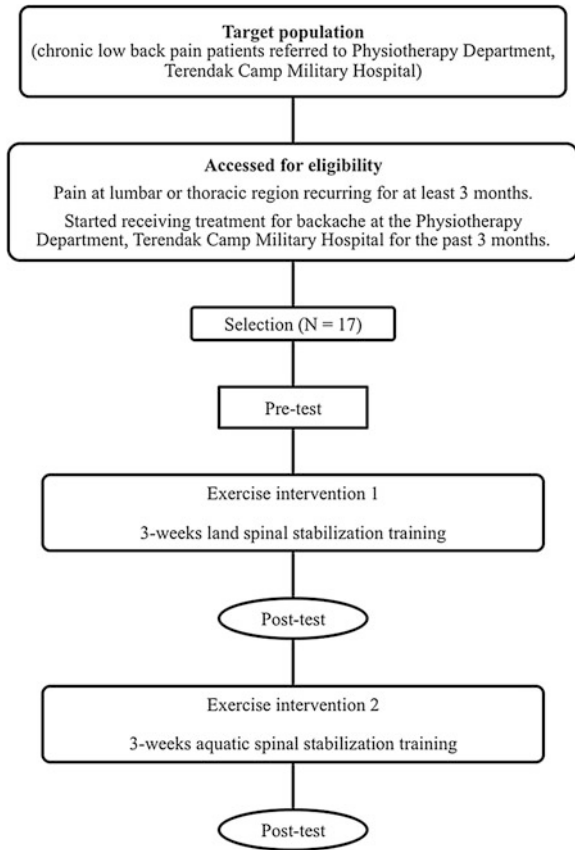 Target population
(chronic low back pain patients referred to Physiotherapy Department,
Terendak Camp Military Hospital)
Accessed for eligibility
Pain at lumbar or thoracic region recurring for at least 3 months.
Started receiving treatment for backache at the Physiotherapy
Department, Terendak Camp Military Hospital for the past 3 months.
Selection (N = 17)
Pre-test
Exercise intervention 1
3-weeks land spinal stabilization training
Post-test
Exercise intervention 2
3-weeks aquatic spinal stabilization training
Post-test